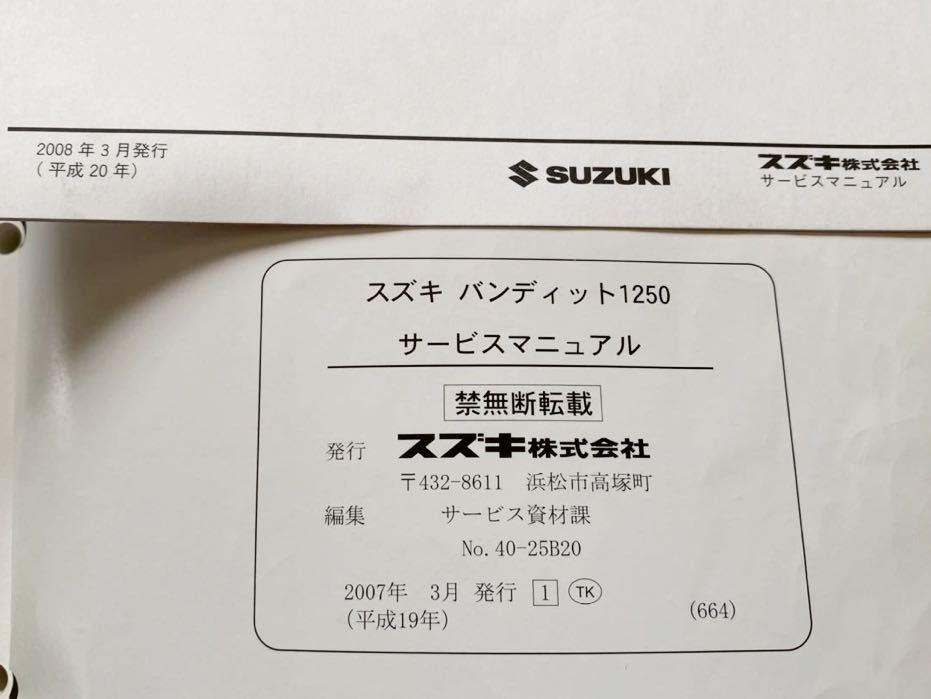 2008 年 3 月発行
( 平成 20 年)
SUZUKI
スズキ株式会社
サービスマニュアル
スズキ バンディット1250
サービスマニュアル
禁無断転載
発行 スズキ株式会社
〒432-8611 浜松市高塚町
編集 サービス資材課
No. 40-25B20
2007年 3月 発行 1 TK
(平成19年)
(664)